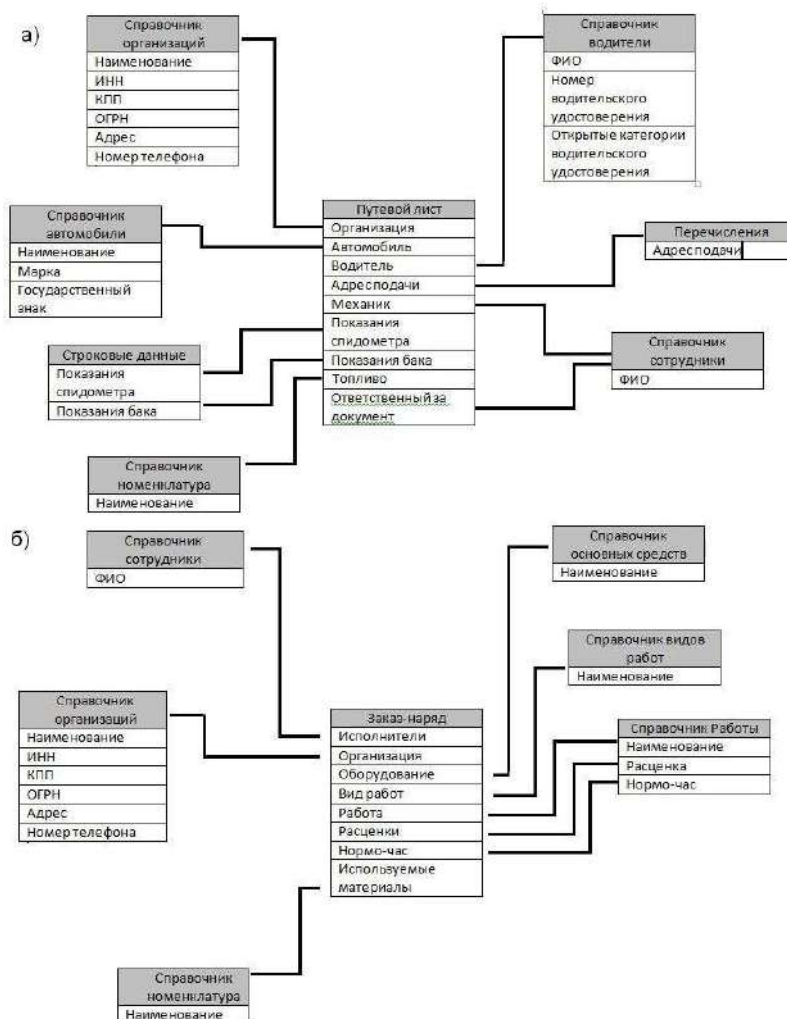 а)
Справочник
организаций
Наименование
ИНН
КПП
ОГРН
Адрес
Номер телефона
Справочник
водители
ФИО
Номер
водительского
удостоверения
Открытые категории
водительского
удостоверения
Справочник
автомобили
Наименование
Марка
Государственный
знак
Путевой лист
Организация
Автомобиль
Водитель
Адрес подачи
Механик
Показания
спидометра
Показания бака
Топливо
Ответственный за
документ
Перечисления
Адрес подачи
Строковые данные
Показания
спидометра
Показания бака
Справочник
сотрудники
ФИО
Справочник
номенклатура
Наименование
б)
Справочник
сотрудники
ФИО
Справочник
основных средств
Наименование
Справочник видов
работ
Наименование
Справочник
организаций
Наименование
ИНН
КПП
ОГРН
Адрес
Номер телефона
Заказ-наряд
Исполнители
Организация
Оборудование
Вид работ
Работа
Расценки
Нормо-час
Используемые
материалы
Справочник Работы
Наименование
Расценка
Нормо-час
Справочник
номенклатура
Наименование